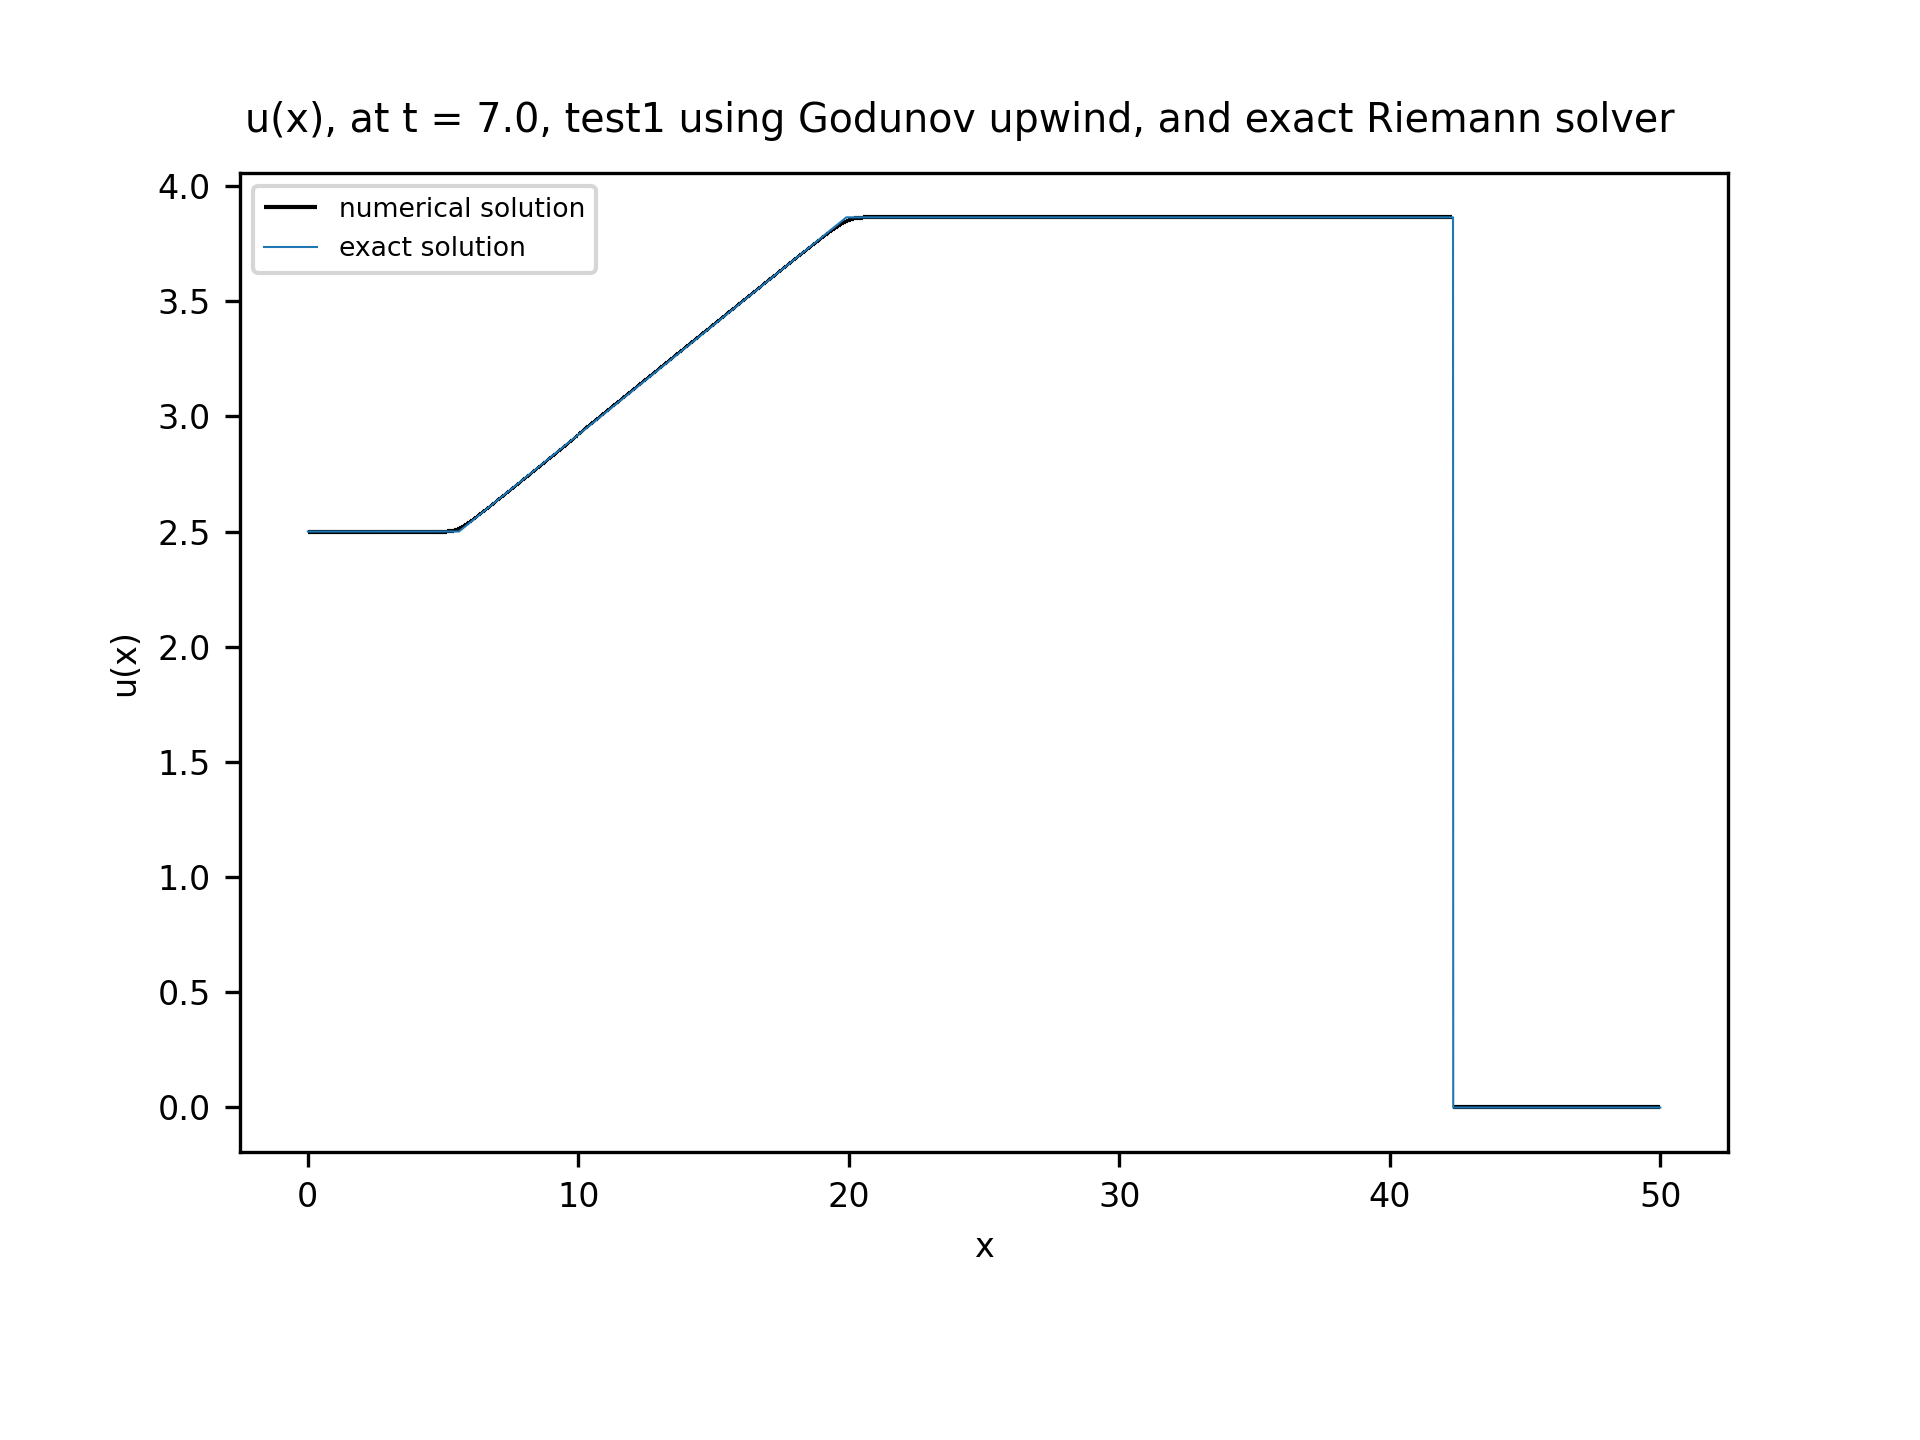 u(x), at t = 7.0, test1 using Godunov upwind, and exact Riemann solver
numerical solution
exact solution
4.0
3.5
3.0
2.5
2.0
1.5
1.0
0.5
0.0
u(x)
0 10 20 30 40 50
x